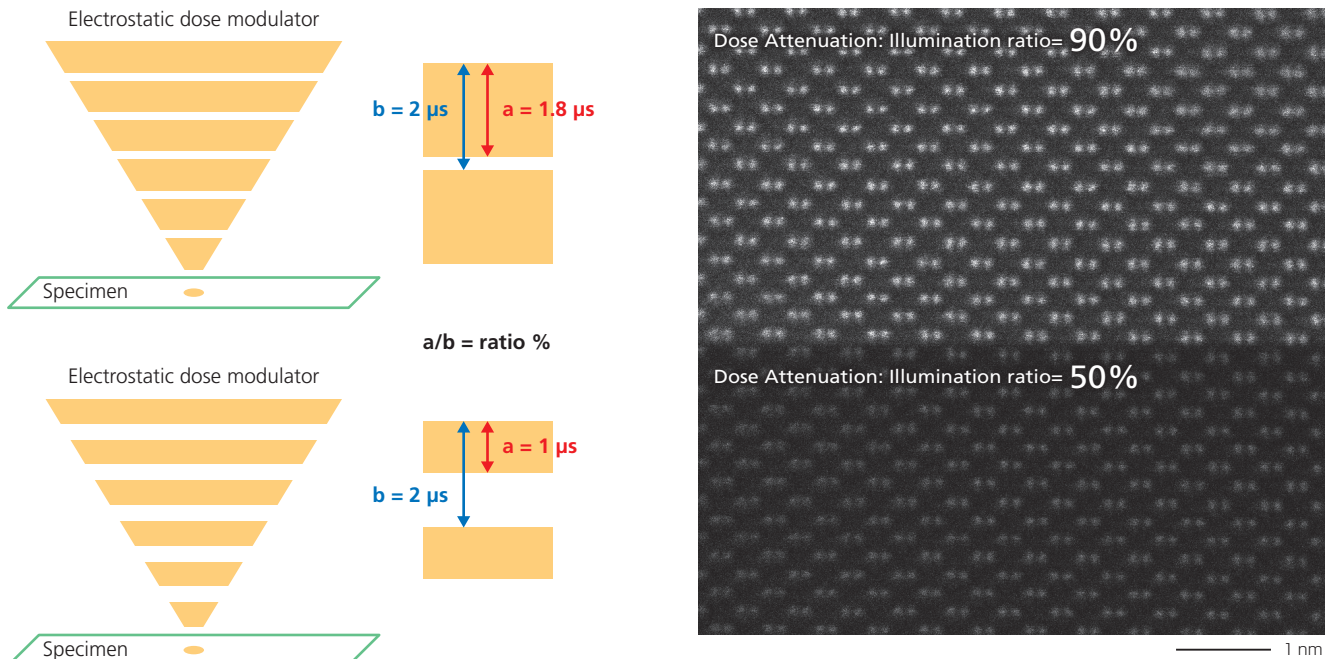 Electrostatic dose modulator
b = 2 µs
a = 1.8 µs
Specimen
a/b = ratio %
Electrostatic dose modulator
a = 1 µs
b = 2 µs
Specimen
Dose Attenuation: Illumination ratio= 90%
Dose Attenuation: Illumination ratio= 50%
1 nm